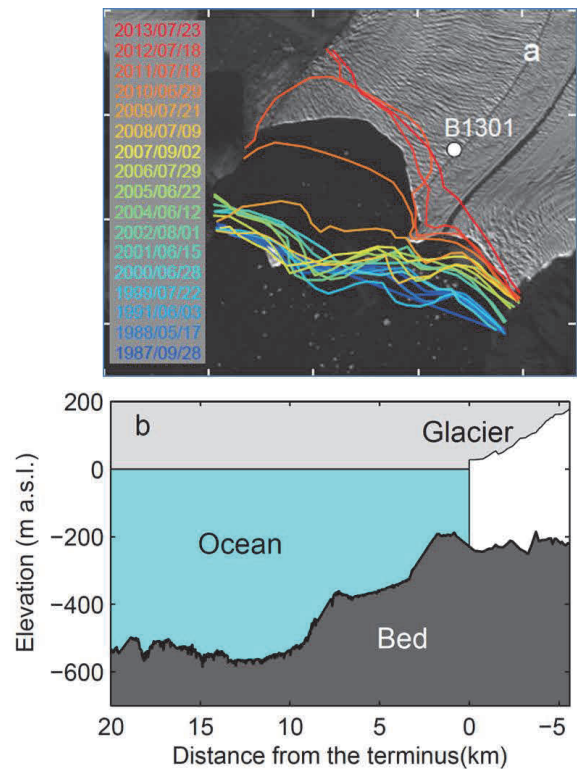 2013/07/23
2012/07/18
2011/07/18
2010/06/29
2009/07/21
2008/07/09
2007/09/02
2006/07/29
2005/06/22
2004/06/12
2002/08/01
2001/06/15
2000/06/28
1999/07/22
1991/06/03
1988/05/17
1987/09/28
a
B1301
b
Glacier
Ocean
Bed
200
0
-200
-400
-600
Elevation (m a.s.l.)
20 15 10 5 0 -5
Distance from the terminus(km)